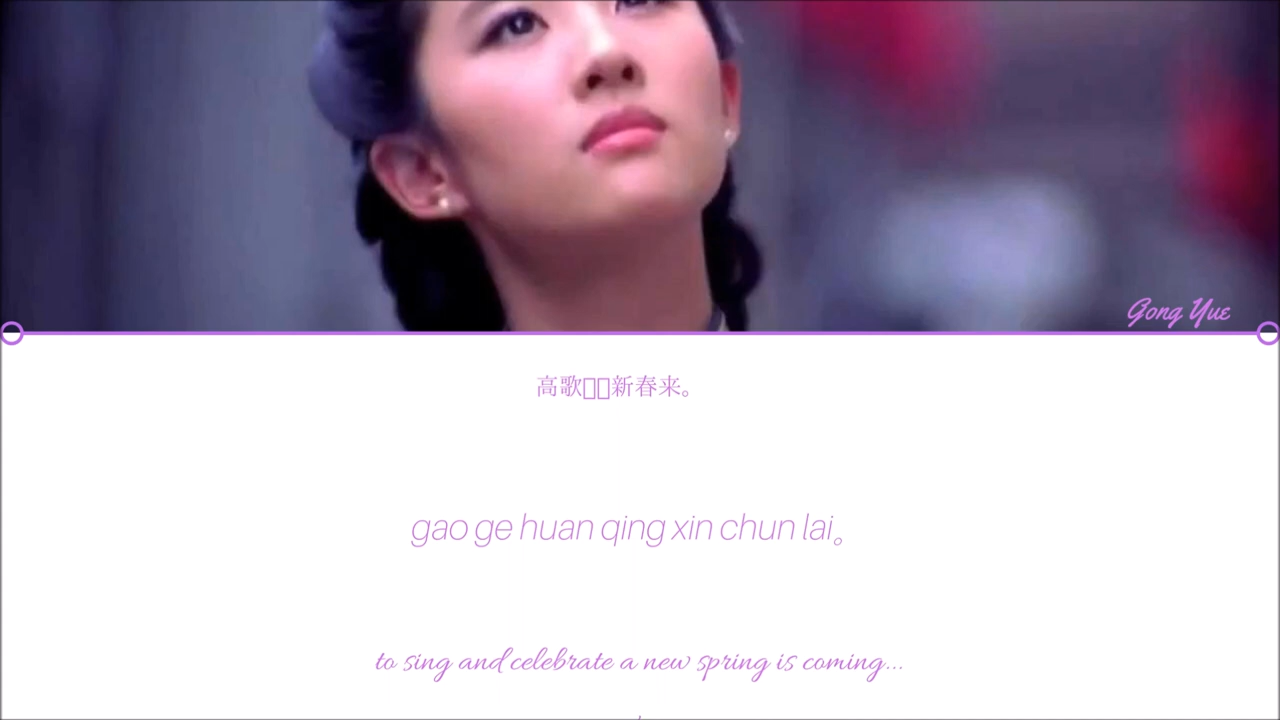 Gong Yue
高歌□□新春来。
gao ge huan qing xin chun lai。
to sing and celebrate a new spring is coming...